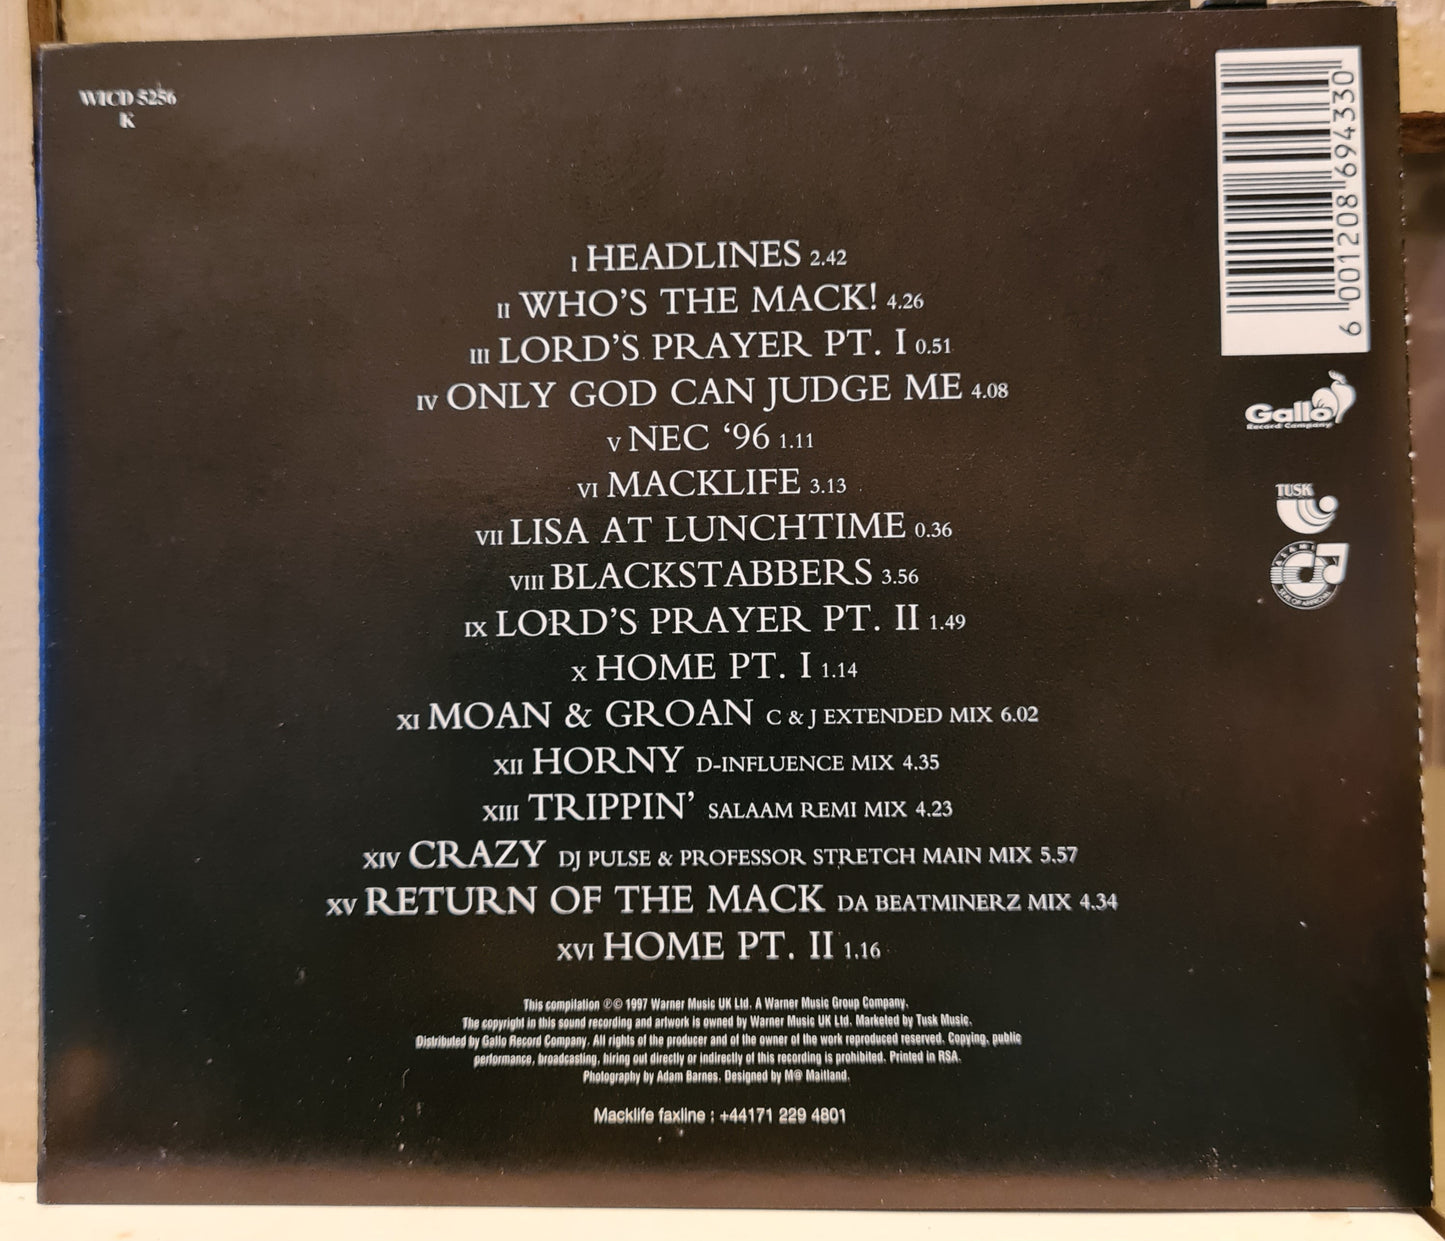 WICD 5256
K
6 001208 694330
Gallo
Record Company
TUSK
SEAL OF APPROVAL
I HEADLINES 2.42
II WHO'S THE MACK! 4.26
III LORD'S PRAYER PT. I 0.51
IV ONLY GOD CAN JUDGE ME 4.08
V NEC '96 1.11
VI MACKLIFE 3.13
VII LISA AT LUNCHTIME 0.36
VIII BLACKSTABBERS 3.56
IX LORD'S PRAYER PT. II 1.49
X HOME PT. I 1.14
XI MOAN & GROAN C & J EXTENDED MIX 6.02
XII HORNY D-INFLUENCE MIX 4.35
XIII TRIPPIN' SALAAM REMI MIX 4.23
XIV CRAZY DJ PULSE & PROFESSOR STRETCH MAIN MIX 5.57
XV RETURN OF THE MACK DA BEATMINERZ MIX 4.34
XVI HOME PT. II 1.16
This compilation ℗© 1997 Warner Music UK Ltd. A Warner Music Group Company.
The copyright in this sound recording and artwork is owned by Warner Music UK Ltd. Marketed by Tusk Music.
Distributed by Gallo Record Company. All rights of the producer and of the owner of the work reproduced reserved. Copying, public
performance, broadcasting, hiring out directly or indirectly of this recording is prohibited. Printed in RSA.
Photography by Adam Barnes. Designed by M@ Maitland.
Macklife faxline : +44171 229 4801